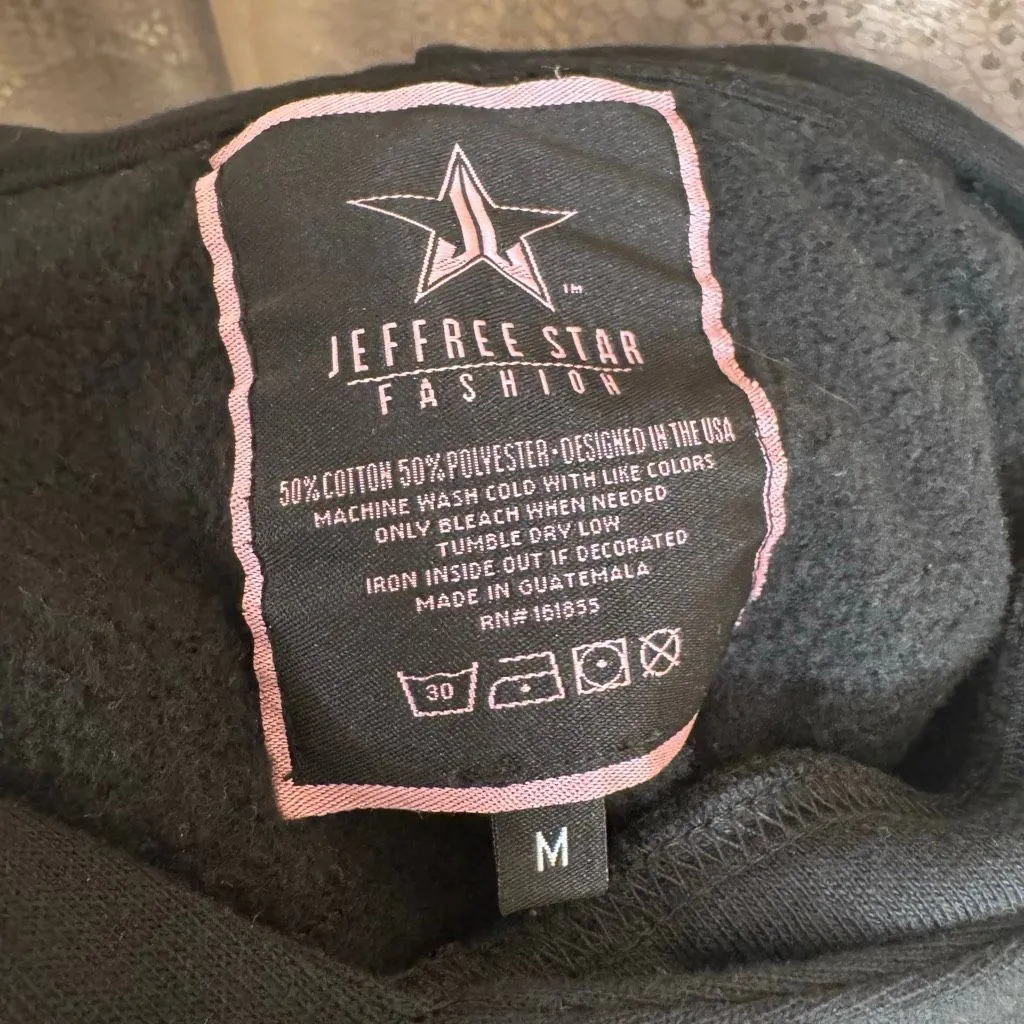 TM
JEFFREE STAR
FASHION
50% COTTON 50% POLYESTER • DESIGNED IN THE USA
MACHINE WASH COLD WITH LIKE COLORS
ONLY BLEACH WHEN NEEDED
TUMBLE DRY LOW
IRON INSIDE OUT IF DECORATED
MADE IN GUATEMALA
RN# 161855
30
M